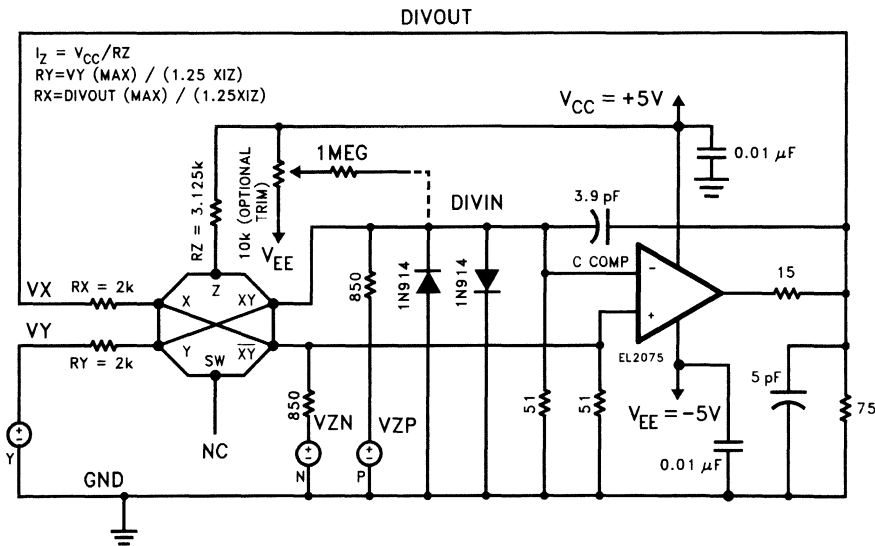 DIVOUT
I_Z = V_CC/RZ
RY=VY (MAX) / (1.25 XIZ)
RX=DIVOUT (MAX) / (1.25XIZ)
V_CC = +5V
0.01 μF
1MEG
RZ = 3.125k
10k (OPTIONAL TRIM)
V_EE
DIVIN
3.9 pF
C COMP
VX
RX = 2k
Z
X
XY
850
1N914
1N914
−
+
15
VY
RY = 2k
Y
SW
X̅Y̅
EL2075
5 pF
850
51
51
75
V_EE = −5V
VZN
VZP
NC
+
−
Y
+
−
N
+
−
P
0.01 μF
GND